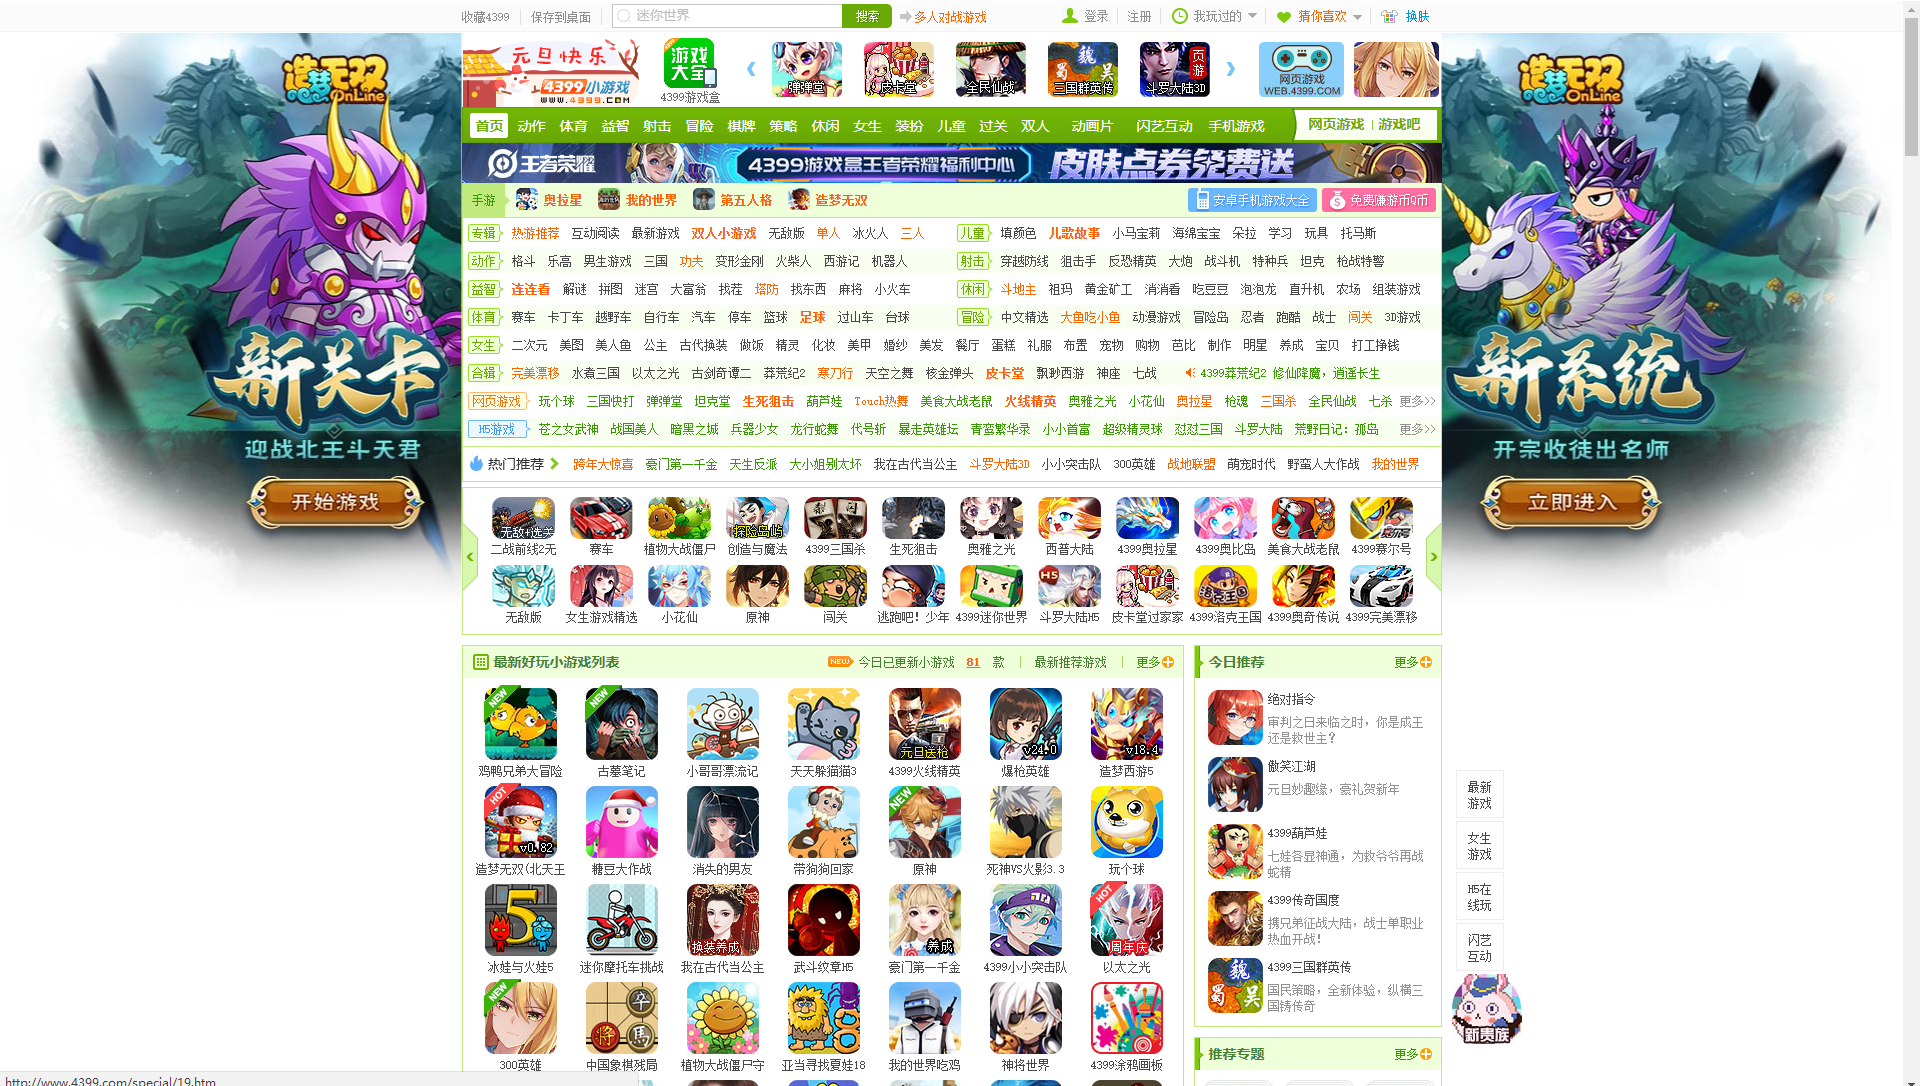 收藏4399 保存到桌面 迷你世界 搜索 多人对战游戏 登录 注册 我玩过的 猜你喜欢 换肤
造梦无双 OnLine
新关卡
迎战北王斗天君
开始游戏
造梦无双 OnLine
新系统
开宗收徒出名师
立即进入
元旦快乐
4399小游戏
www.4399.com
游戏大全
4399游戏盒
弹弹堂 皮卡堂 全民仙战 三国群英传 斗罗大陆3D 页游
网页游戏
WEB.4399.COM
首页 动作 体育 益智 射击 冒险 棋牌 策略 休闲 女生 装扮 儿童 过关 双人 动画片 闪艺互动 手机游戏 网页游戏 | 游戏吧
王者荣耀 4399游戏盒王者荣耀福利中心 皮肤点券免费送
手游 奥拉星 我的世界 第五人格 造梦无双 安卓手机游戏大全 免费赚游币Q币
专辑 热游推荐 互动阅读 最新游戏 双人小游戏 无敌版 单人 冰火人 三人 儿童 填颜色 儿歌故事 小马宝莉 海绵宝宝 朵拉 学习 玩具 托马斯
动作 格斗 乐高 男生游戏 三国 功夫 变形金刚 火柴人 西游记 机器人 射击 穿越防线 狙击手 反恐精英 大炮 战斗机 特种兵 坦克 枪战特警
益智 连连看 解谜 拼图 迷宫 大富翁 找茬 塔防 找东西 麻将 小火车 休闲 斗地主 祖玛 黄金矿工 消消看 吃豆豆 泡泡龙 直升机 农场 组装游戏
体育 赛车 卡丁车 越野车 自行车 汽车 停车 篮球 足球 过山车 台球 冒险 中文精选 大鱼吃小鱼 动漫游戏 冒险岛 忍者 跑酷 战士 闯关 3D游戏
女生 二次元 美图 美人鱼 公主 古代换装 做饭 精灵 化妆 美甲 婚纱 美发 餐厅 蛋糕 礼服 布置 宠物 购物 芭比 制作 明星 养成 宝贝 打工挣钱
合辑 完美漂移 水煮三国 以太之光 古剑奇谭二 莽荒纪2 寒刀行 天空之舞 核金弹头 皮卡堂 飘渺西游 神座 七战 4399莽荒纪2 修仙降魔，逍遥长生
网页游戏 玩个球 三国快打 弹弹堂 坦克堂 生死狙击 葫芦娃 Touch热舞 美食大战老鼠 火线精英 奥雅之光 小花仙 奥拉星 枪魂 三国杀 全民仙战 七杀 更多>>
H5游戏 苍之女武神 战国美人 暗黑之城 兵器少女 龙行蛇舞 代号斩 暴走英雄坛 青蛮繁华录 小小首富 超级精灵球 怼怼三国 斗罗大陆 荒野日记：孤岛 更多>>
热门推荐 跨年大惊喜 豪门第一千金 天生反派 大小姐别太坏 我在古代当公主 斗罗大陆3D 小小突击队 300英雄 战地联盟 萌宠时代 野蛮人大作战 我的世界
无敌+选关 探险岛屿
二战前线2无 赛车 植物大战僵尸 创造与魔法 4399三国杀 生死狙击 奥雅之光 西普大陆 4399奥拉星 4399奥比岛 美食大战老鼠 4399赛尔号
H5
无敌版 女生游戏精选 小花仙 原神 闯关 逃跑吧！少年 4399迷你世界 斗罗大陆H5 皮卡堂过家家 4399洛克王国 4399奥奇传说 4399完美漂移
最新好玩小游戏列表 NEW 今日已更新小游戏 81 款 | 最新推荐游戏 | 更多
NEW NEW 元旦送枪 v24.0 v18.4
鸡鸭兄弟大冒险 古墓笔记 小哥哥漂流记 天天躲猫猫3 4399火线精英 爆枪英雄 造梦西游5
HOT v0.82 NEW
造梦无双(北天王 糖豆大作战 消失的男友 带狗狗回家 原神 死神VS火影3.3 玩个球
5 换装养成 养成 HOT 周年庆
冰娃与火娃5 迷你摩托车挑战 我在古代当公主 武斗纹章H5 豪门第一千金 4399小小突击队 以太之光
NEW 卒 将 馬
300英雄 中国象棋残局 植物大战僵尸守 亚当寻找夏娃18 我的世界吃鸡 神将世界 4399涂鸦画板
今日推荐 更多
绝对指令
审判之日来临之时，你是成王
还是救世主？
傲笑江湖
元旦妙趣缘，豪礼贺新年
4399葫芦娃
七娃各显神通，为救爷爷再战
蛇精
4399传奇国度
携兄弟征战大陆，战士单职业
热血开战！
魏 蜀 吴
4399三国群英传
国民策略，全新体验，纵横三
国铸传奇
推荐专题 更多
最新
游戏
女生
游戏
H5在
线玩
闪艺
互动
新贵族
http://www.4399.com/special/19.htm